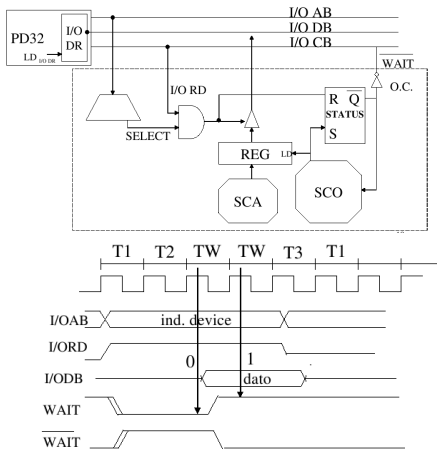 I/O AB
I/O DB
I/O CB
PD32
I/O
DR
LD I/O DR
WAIT
O.C.
I/O RD
SELECT
R Q
STATUS
S
REG LD
SCA
SCO
T1 T2 TW TW T3 T1
I/OAB ind. device
I/ORD
0 1
I/ODB dato
WAIT
WAIT